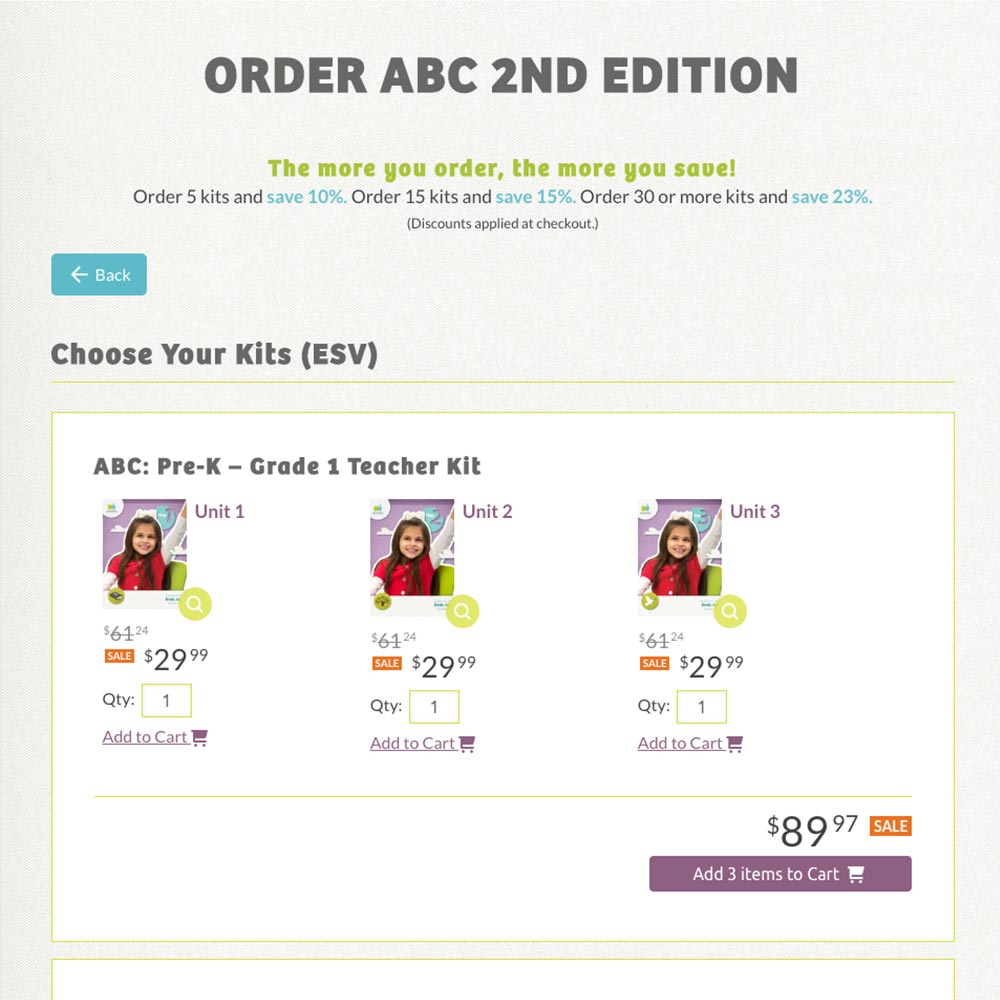 ORDER ABC 2ND EDITION
The more you order, the more you save!
Order 5 kits and save 10%. Order 15 kits and save 15%. Order 30 or more kits and save 23%.
(Discounts applied at checkout.)
← Back
Choose Your Kits (ESV)
ABC: Pre-K – Grade 1 Teacher Kit
1
Unit 1
$61 24
SALE $29 99
Qty: 1
Add to Cart
2
Unit 2
$61 24
SALE $29 99
Qty: 1
Add to Cart
3
Unit 3
$61 24
SALE $29 99
Qty: 1
Add to Cart
$89 97 SALE
Add 3 items to Cart